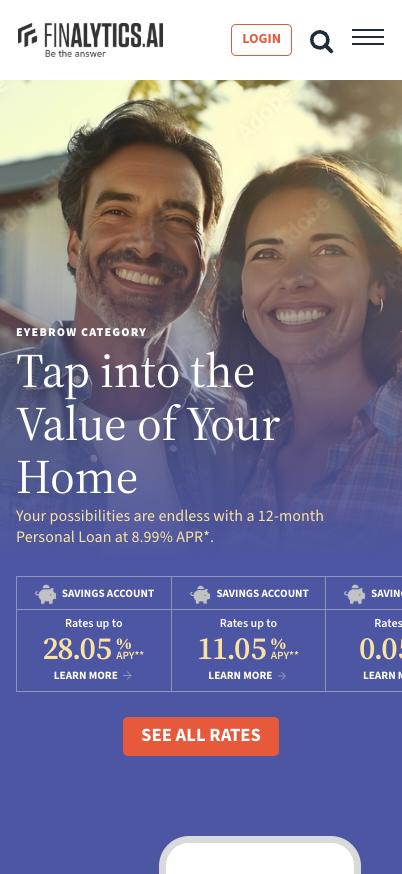 FINALYTICS.AI
Be the answer
LOGIN
EYEBROW CATEGORY
Tap into the
Value of Your
Home
Your possibilities are endless with a 12-month
Personal Loan at 8.99% APR*.
SAVINGS ACCOUNT
Rates up to
28.05 % APY**
LEARN MORE →
SAVINGS ACCOUNT
Rates up to
11.05 % APY**
LEARN MORE →
SEE ALL RATES